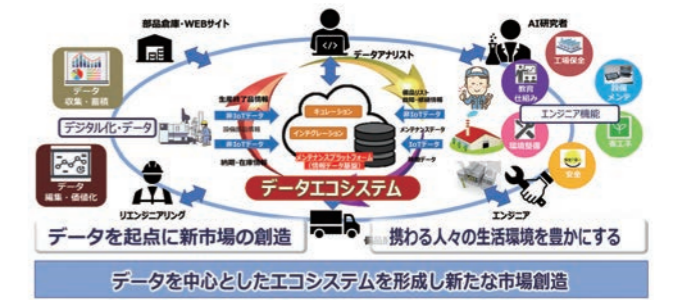 部品倉庫・WEBサイト
AI研究者
データアナリスト
データ
収集・蓄積
デジタル化・データ
生産終了品情報
非IoTデータ
非IoTデータ
納期・在庫情報
キュレーション
インテグレーション
メンテナンスプラットフォーム
非IoTデータ
メンテナンスデータ
IoTデータ
工場保全
教育
仕組み
設備
メンテ
エンジニア機能
環境整備
省エネ
安全
データ
編集・価値化
データエコシステム
リエンジニアリング
エンジニア
データを起点に新市場の創造
携わる人々の生活環境を豊かにする
データを中心としたエコシステムを形成し新たな市場創造